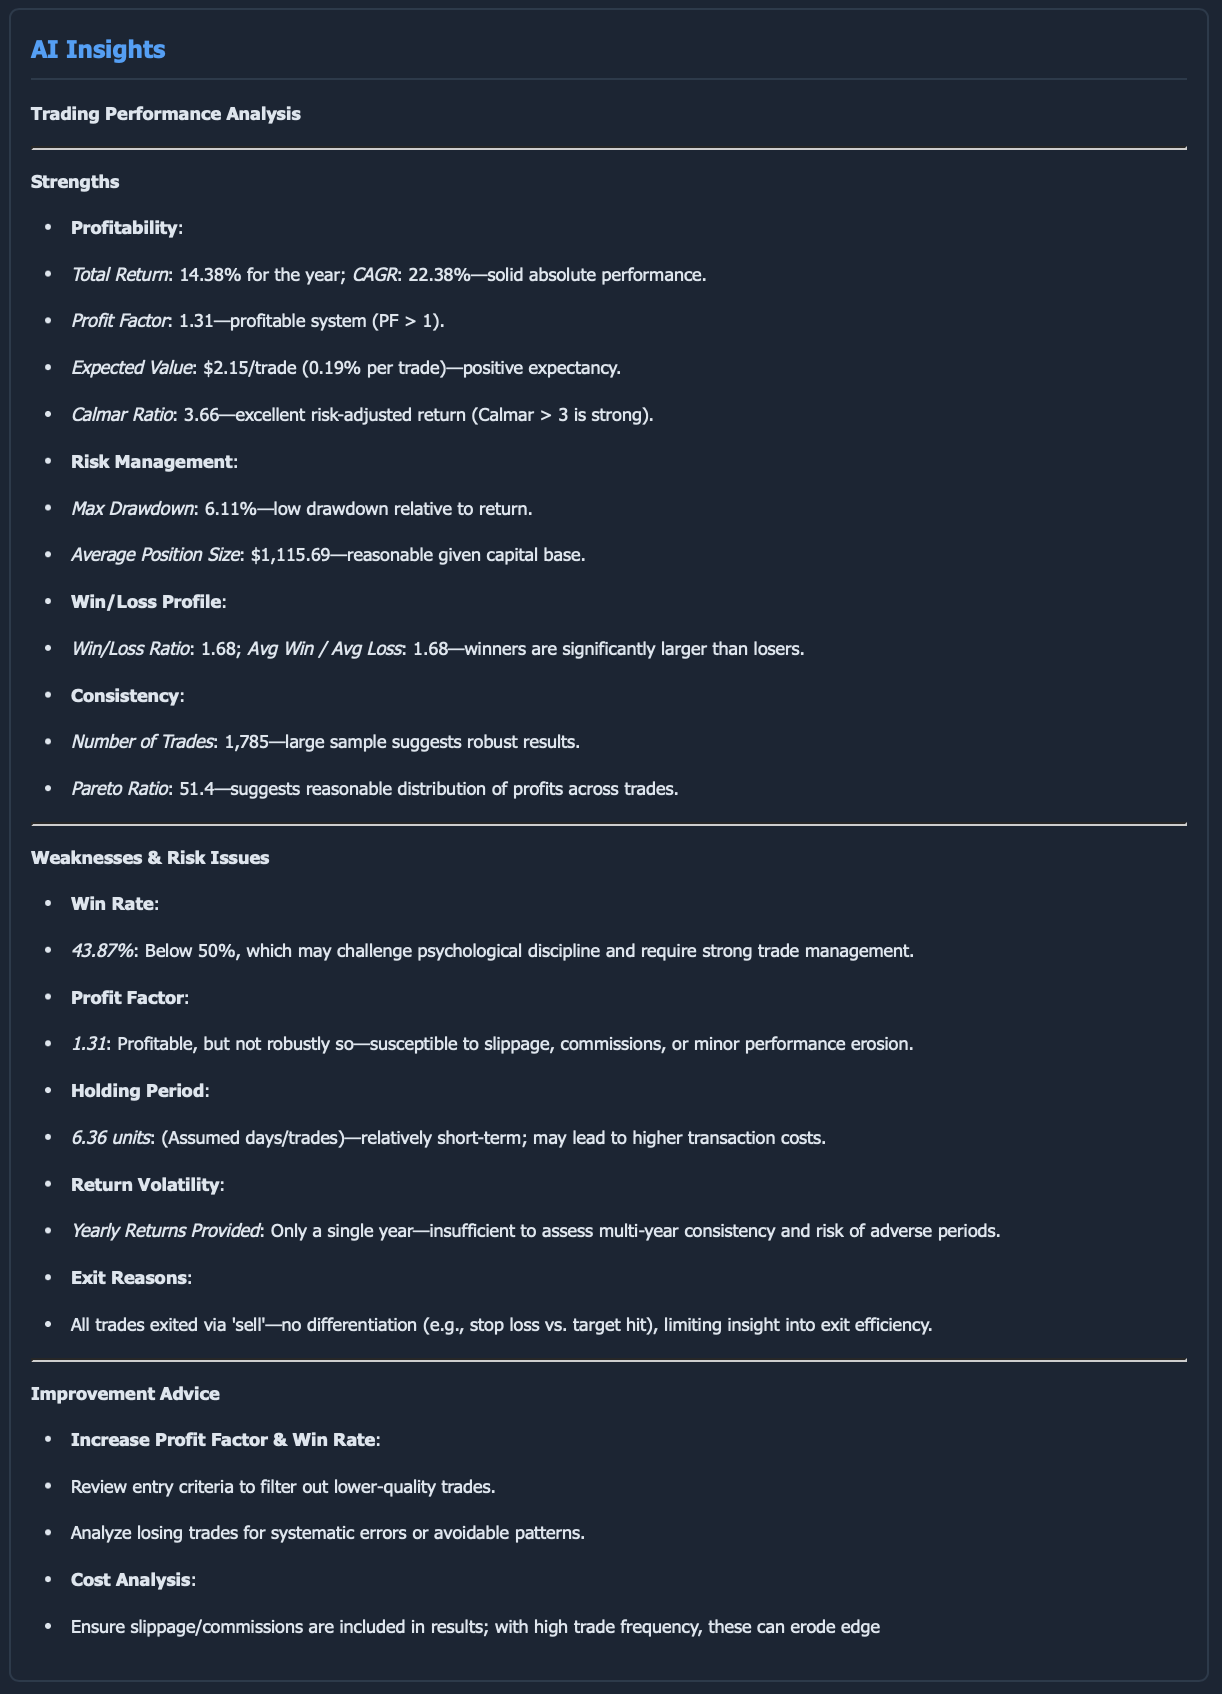 AI Insights
Trading Performance Analysis
Strengths
• Profitability:
• Total Return: 14.38% for the year; CAGR: 22.38%—solid absolute performance.
• Profit Factor: 1.31—profitable system (PF > 1).
• Expected Value: $2.15/trade (0.19% per trade)—positive expectancy.
• Calmar Ratio: 3.66—excellent risk-adjusted return (Calmar > 3 is strong).
• Risk Management:
• Max Drawdown: 6.11%—low drawdown relative to return.
• Average Position Size: $1,115.69—reasonable given capital base.
• Win/Loss Profile:
• Win/Loss Ratio: 1.68; Avg Win / Avg Loss: 1.68—winners are significantly larger than losers.
• Consistency:
• Number of Trades: 1,785—large sample suggests robust results.
• Pareto Ratio: 51.4—suggests reasonable distribution of profits across trades.
Weaknesses & Risk Issues
• Win Rate:
• 43.87%: Below 50%, which may challenge psychological discipline and require strong trade management.
• Profit Factor:
• 1.31: Profitable, but not robustly so—susceptible to slippage, commissions, or minor performance erosion.
• Holding Period:
• 6.36 units: (Assumed days/trades)—relatively short-term; may lead to higher transaction costs.
• Return Volatility:
• Yearly Returns Provided: Only a single year—insufficient to assess multi-year consistency and risk of adverse periods.
• Exit Reasons:
• All trades exited via 'sell'—no differentiation (e.g., stop loss vs. target hit), limiting insight into exit efficiency.
Improvement Advice
• Increase Profit Factor & Win Rate:
• Review entry criteria to filter out lower-quality trades.
• Analyze losing trades for systematic errors or avoidable patterns.
• Cost Analysis:
• Ensure slippage/commissions are included in results; with high trade frequency, these can erode edge